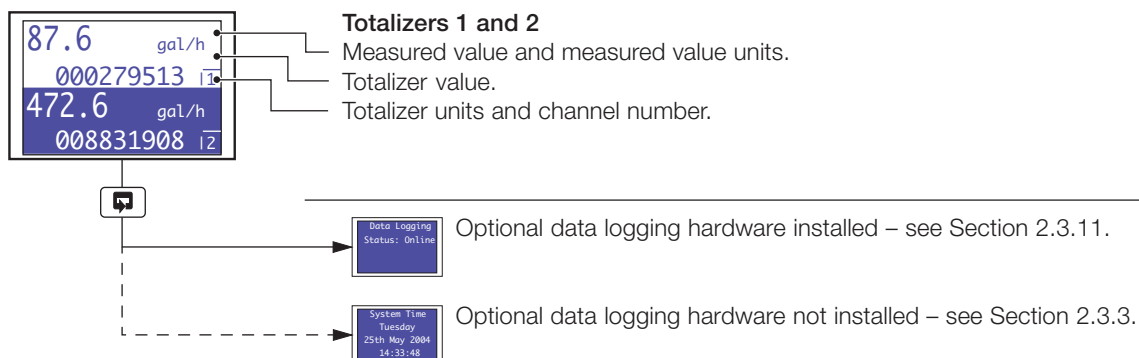 Totalizers 1 and 2
87.6 gal/h
Measured value and measured value units.
000279513 l1
Totalizer value.
472.6 gal/h
Totalizer units and channel number.
008831908 l2
Data Logging
Status: Online
Optional data logging hardware installed – see Section 2.3.11.
System Time
Tuesday
25th May 2004
14:33:48
Optional data logging hardware not installed – see Section 2.3.3.